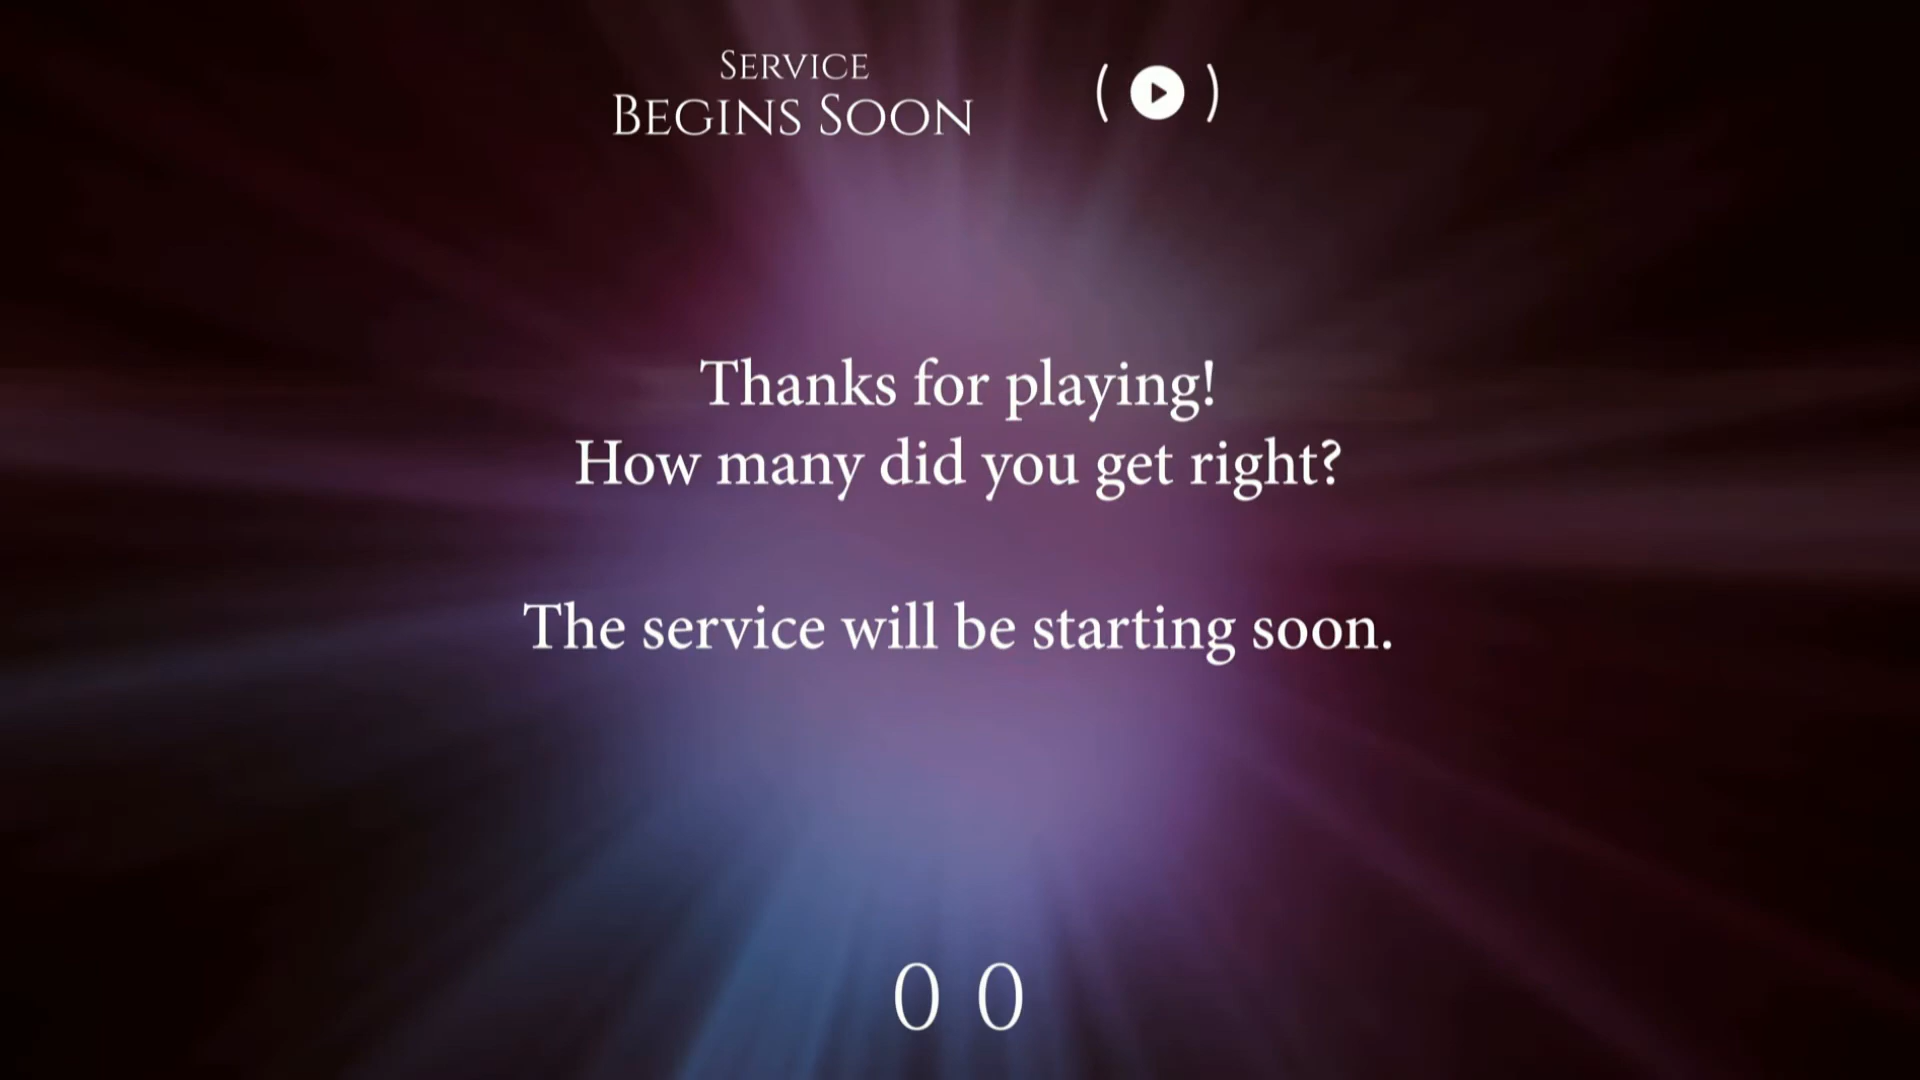 Service
Begins Soon
Thanks for playing!
How many did you get right?
The service will be starting soon.
0 0